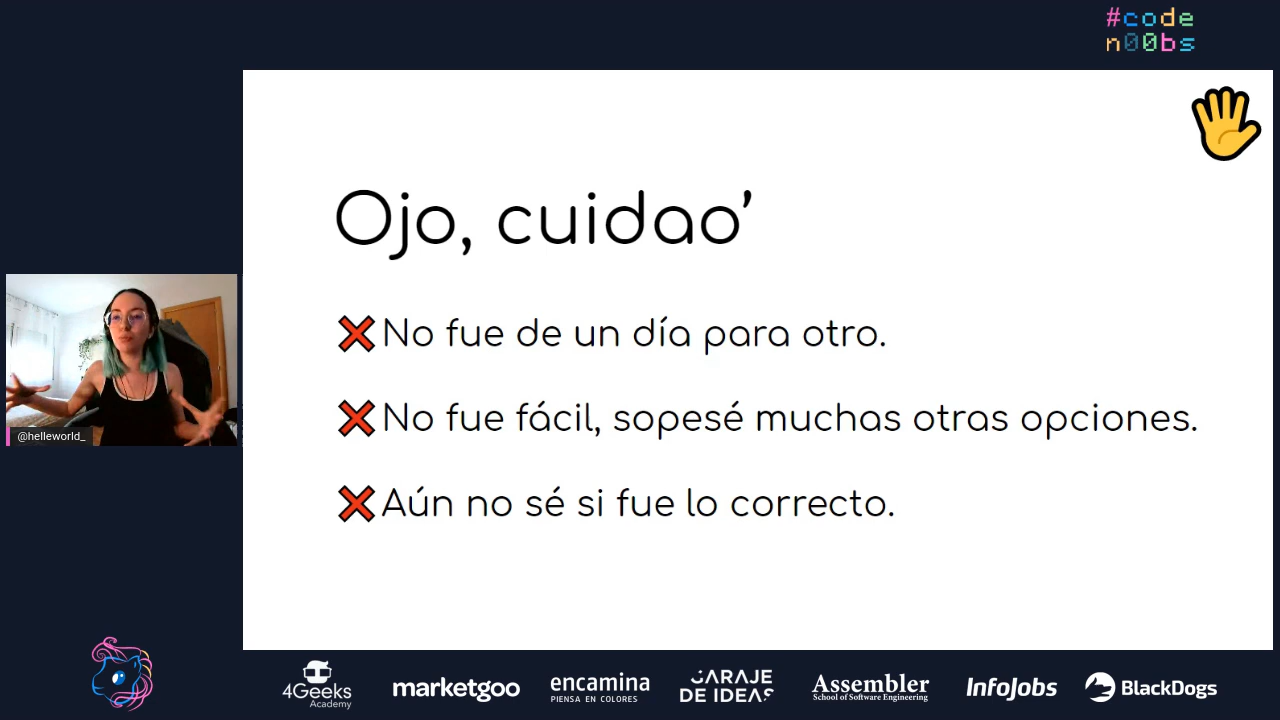 #code
n00bs
Ojo, cuidao’
No fue de un día para otro.
No fue fácil, sopesé muchas otras opciones.
Aún no sé si fue lo correcto.
@helleworld_
4Geeks
Academy
marketgoo
encamina
PIENSA EN COLORES
GARAJE
DE IDEAS
Assembler
School of Software Engineering
InfoJobs
BlackDogs